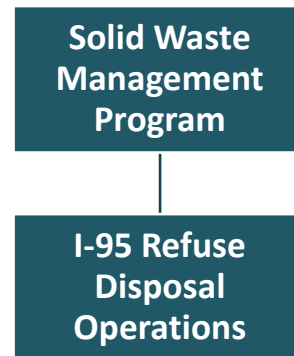 Solid Waste
Management
Program
I-95 Refuse
Disposal
Operations